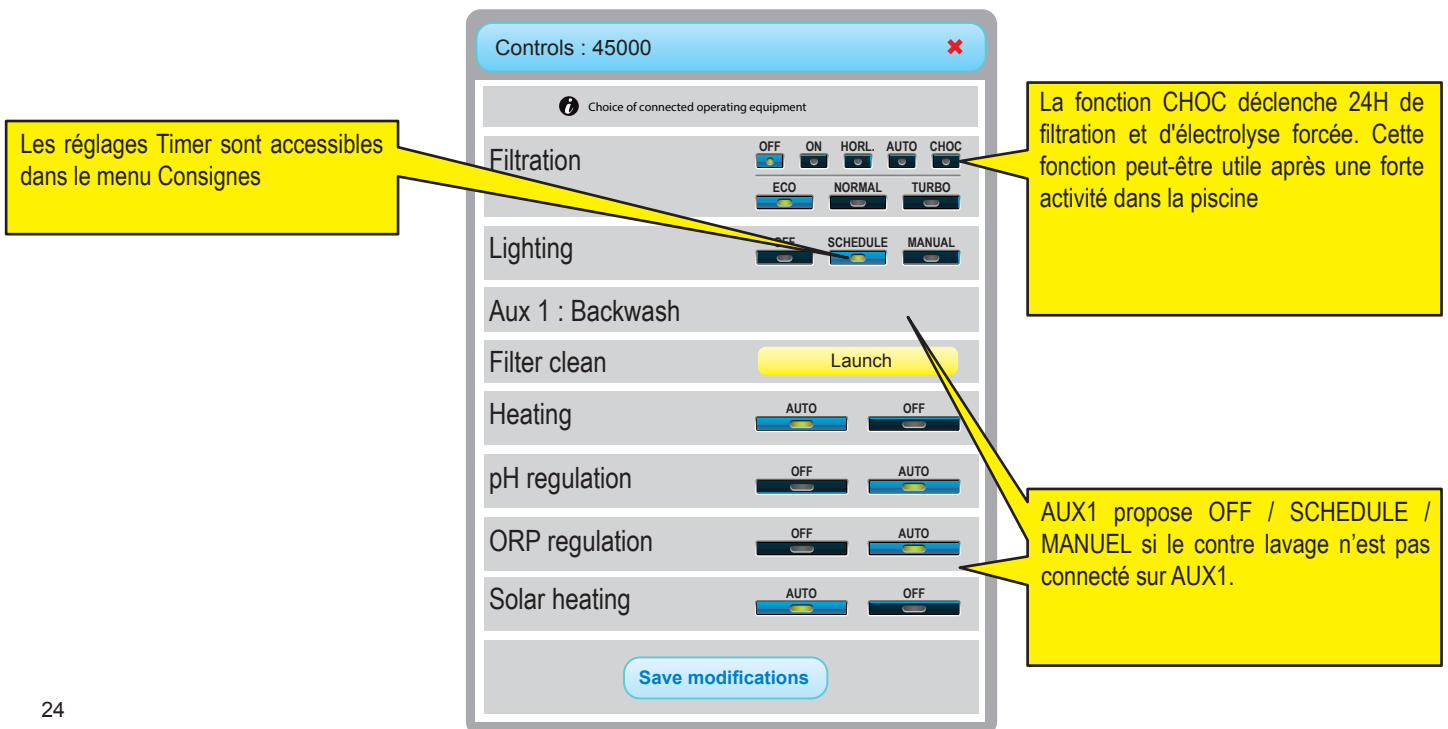 Controls : 45000
Choice of connected operating equipment
Les réglages Timer sont accessibles
dans le menu Consignes
La fonction CHOC déclenche 24H de
filtration et d'électrolyse forcée. Cette
fonction peut-être utile après une forte
activité dans la piscine
Filtration
OFF ON HORL. AUTO CHOC
ECO NORMAL TURBO
Lighting
OFF SCHEDULE MANUAL
Aux 1 : Backwash
Filter clean
Launch
Heating
AUTO OFF
pH regulation
OFF AUTO
AUX1 propose OFF / SCHEDULE /
MANUEL si le contre lavage n’est pas
connecté sur AUX1.
ORP regulation
OFF AUTO
Solar heating
AUTO OFF
Save modifications
24